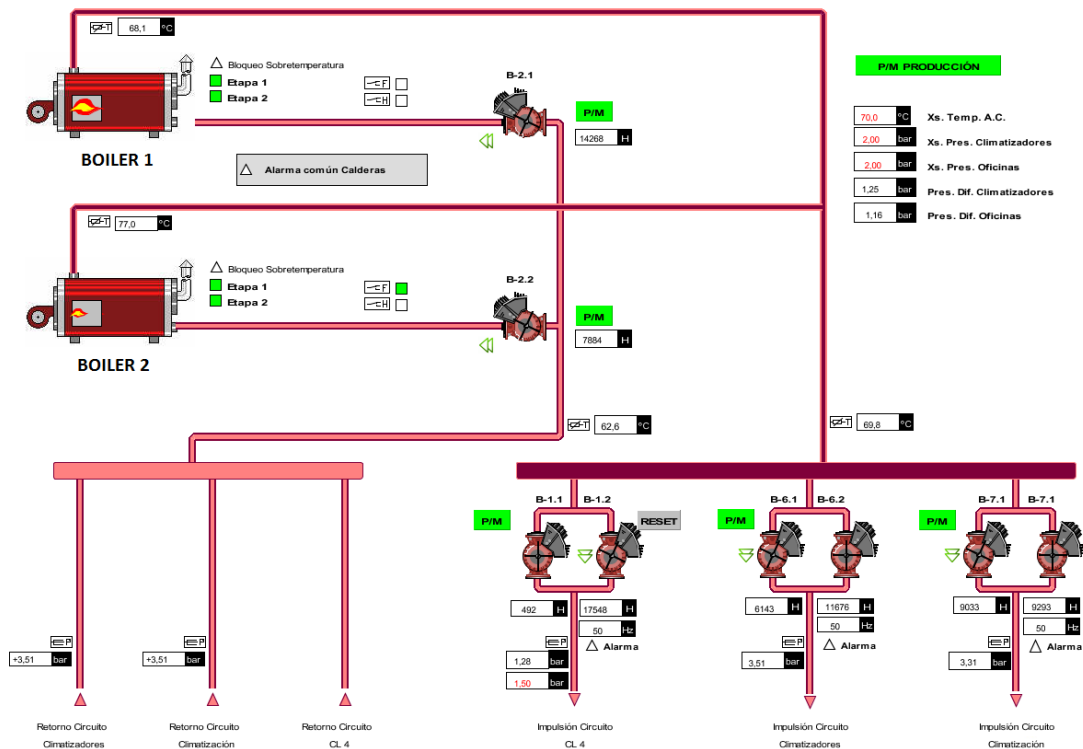 68,1 °C
Bloqueo Sobretemperatura
Etapa 1
Etapa 2
F
H
B-2.1
P/M
14268 H
BOILER 1
Alarma común Calderas
P/M PRODUCCIÓN
70,0 °C Xs. Temp. A.C.
2,00 bar Xs. Pres. Climatizadores
2,00 bar Xs. Pres. Oficinas
1,25 bar Pres. Dif. Climatizadores
1,16 bar Pres. Dif. Oficinas
T
77,0 °C
Bloqueo Sobretemperatura
Etapa 1
Etapa 2
F
H
B-2.2
P/M
7884 H
BOILER 2
T
62,6 °C
T
69,8 °C
B-1.1 B-1.2
P/M
RESET
492 H
17548 H
50 Hz
Alarma
P
1,28 bar
1,50 bar
B-6.1 B-6.2
P/M
6143 H
11676 H
50 Hz
Alarma
P
3,51 bar
B-7.1 B-7.1
P/M
9033 H
9293 H
50 Hz
Alarma
P
3,31 bar
P
+3,51 bar
P
+3,51 bar
Retorno Circuito
Climatizadores
Retorno Circuito
Climatización
Retorno Circuito
CL 4
Impulsión Circuito
CL 4
Impulsión Circuito
Climatizadores
Impulsión Circuito
Climatización